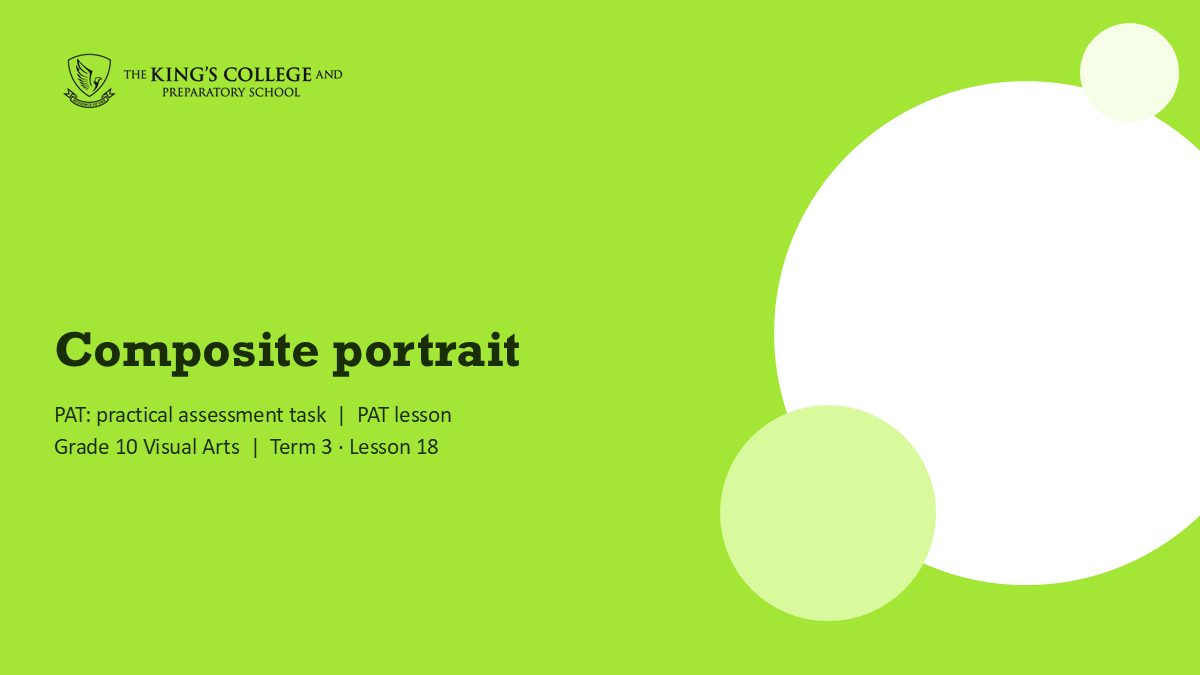 THE KING'S COLLEGE AND
PREPARATORY SCHOOL
Composite portrait
PAT: practical assessment task | PAT lesson
Grade 10 Visual Arts | Term 3 · Lesson 18